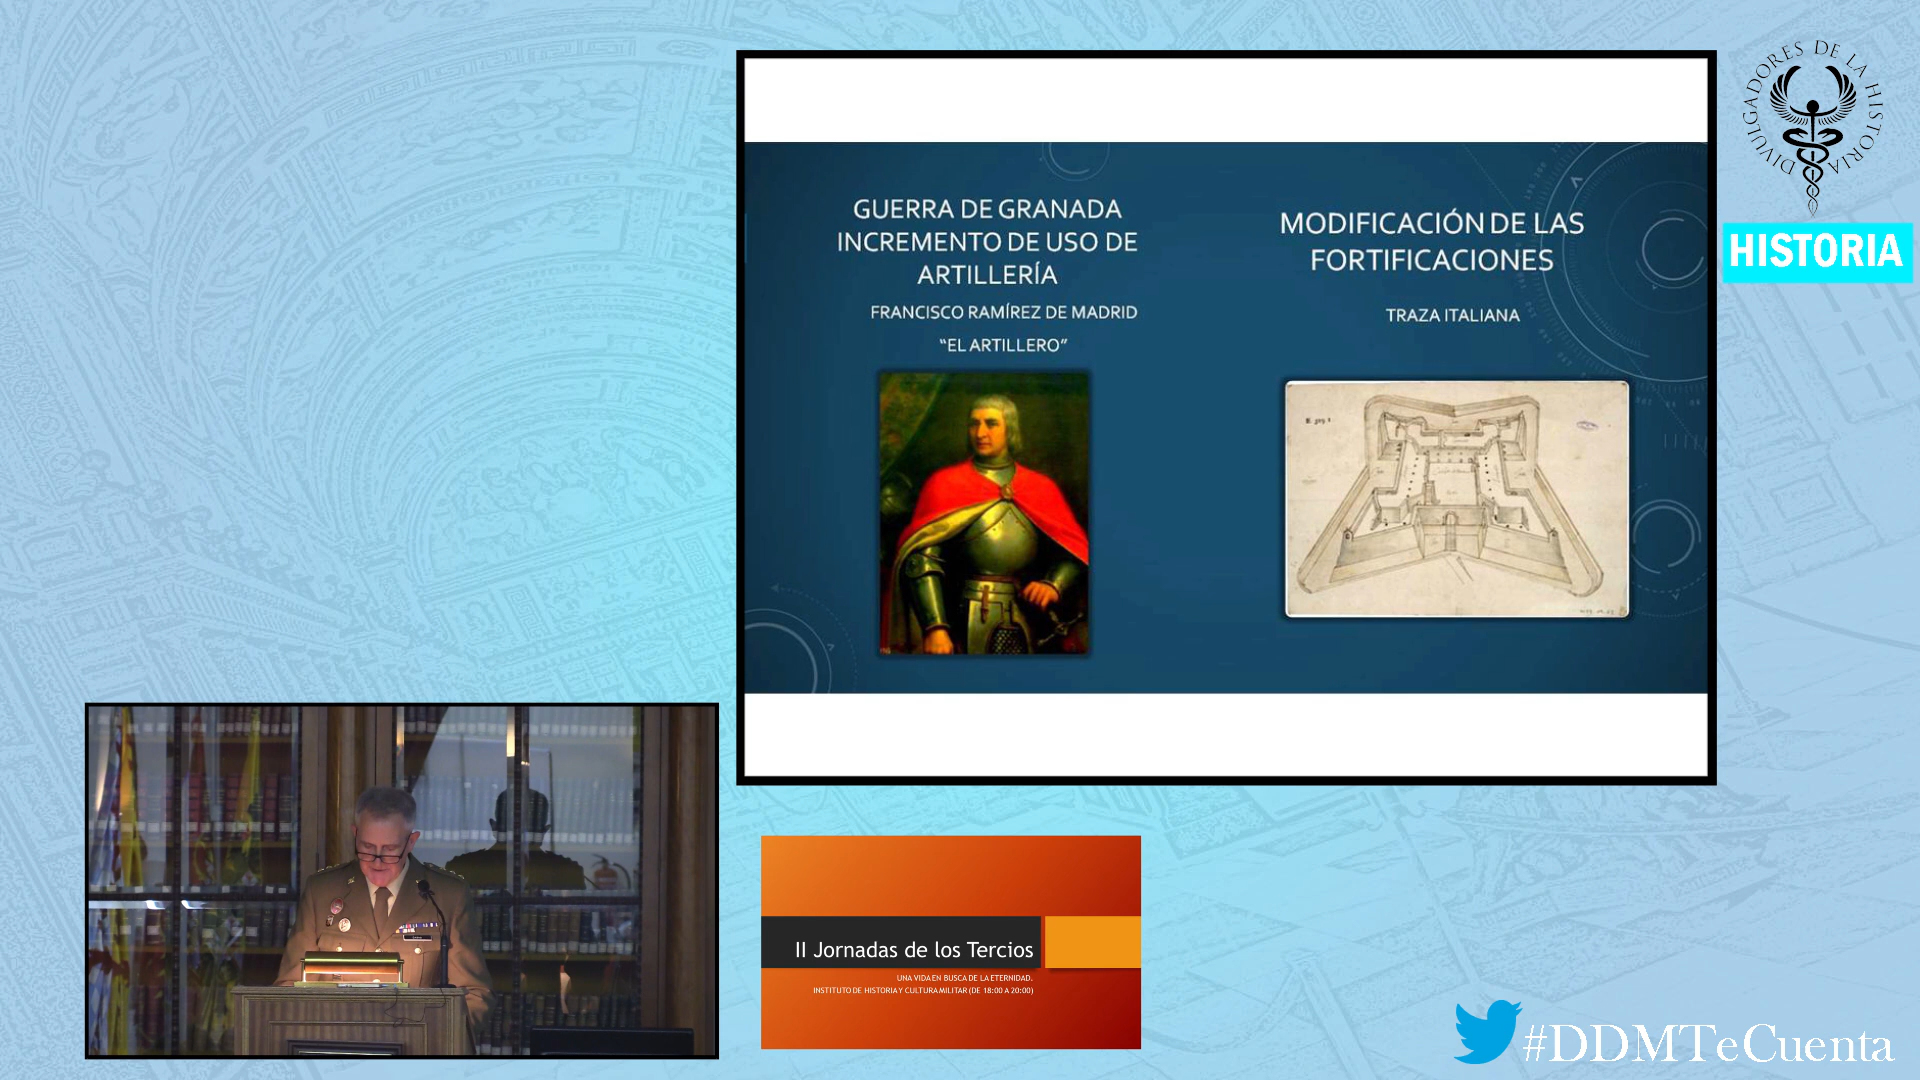 GUERRA DE GRANADA
INCREMENTO DE USO DE
ARTILLERÍA
FRANCISCO RAMÍREZ DE MADRID
“EL ARTILLERO”
MODIFICACIÓN DE LAS
FORTIFICACIONES
TRAZA ITALIANA
DIVULGADORES DE LA HISTORIA
HISTORIA
II Jornadas de los Tercios
UNA VIDA EN BUSCA DE LA ETERNIDAD.
INSTITUTO DE HISTORIA Y CULTURA MILITAR (DE 18:00 A 20:00)
#DDMTeCuenta